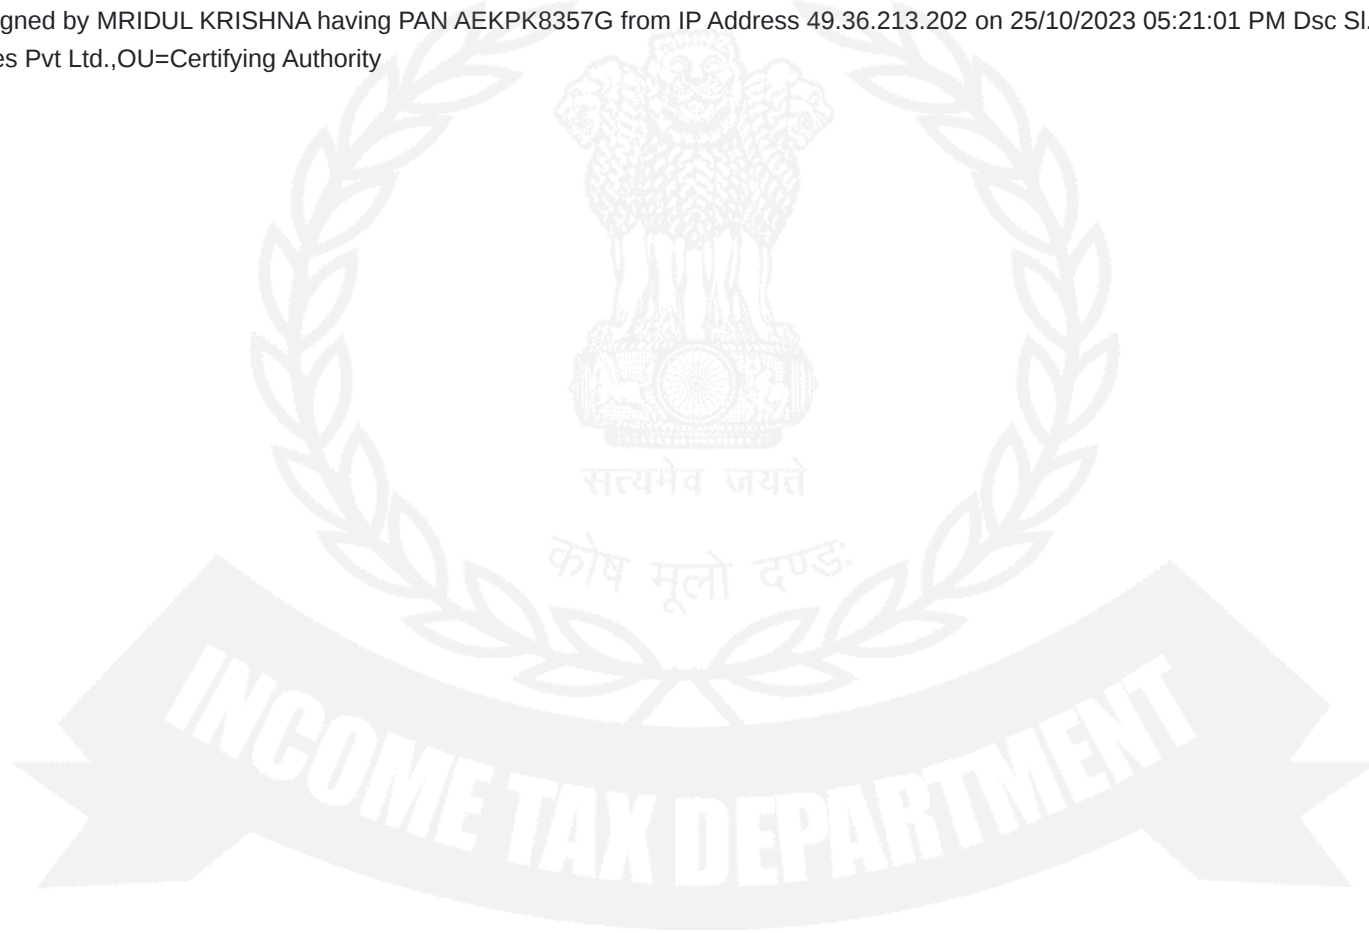 gned by MRIDUL KRISHNA having PAN AEKPK8357G from IP Address 49.36.213.202 on 25/10/2023 05:21:01 PM Dsc Sl.
es Pvt Ltd.,OU=Certifying Authority
सत्यमेव जयते
कोष मूलो दण्डः
INCOME TAX DEPARTMENT